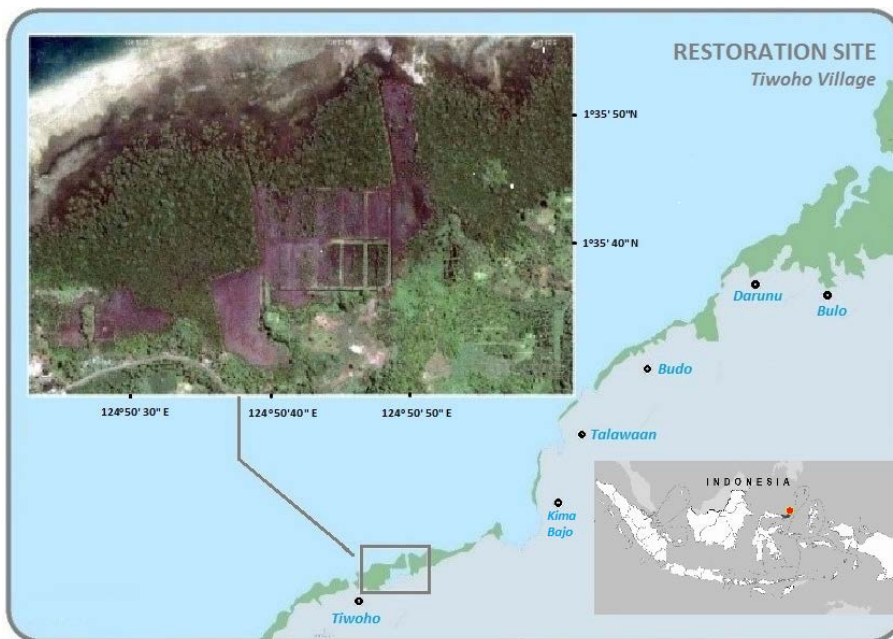 RESTORATION SITE
Tiwoho Village
1°35' 50"N
1°35' 40"N
124°50' 30" E
124°50' 40" E
124°50' 50" E
Darunu
Bulo
Budo
Talawaan
Kima
Bajo
INDONESIA
Tiwoho